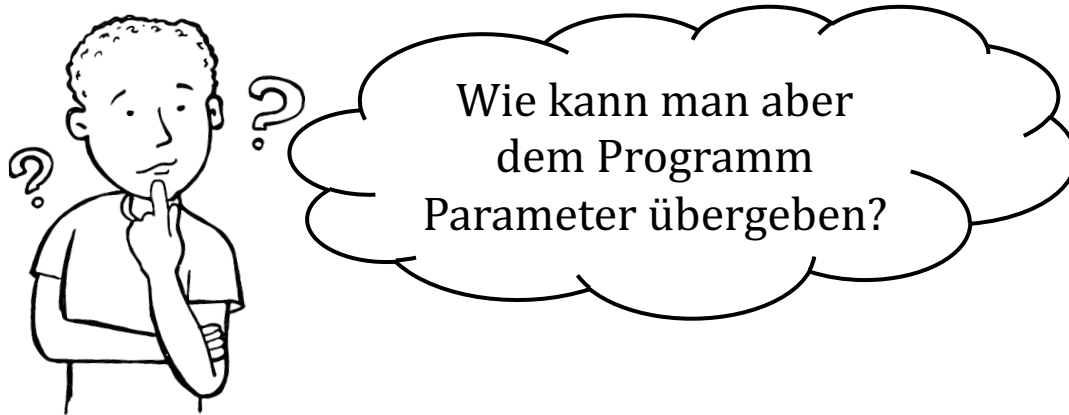 ?
?
Wie kann man aber
dem Programm
Parameter übergeben?